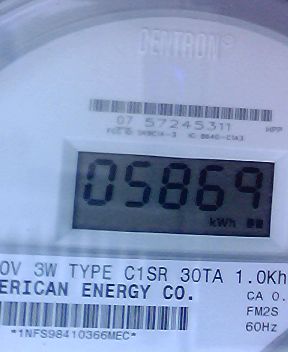 CENTRON®
07 57245311
HPP
05869
kWh
0V 3W TYPE C1SR 30TA 1.0Kh
ERICAN ENERGY CO.
CA 0.
FM2S
60Hz
*1NFS98410366MEC*